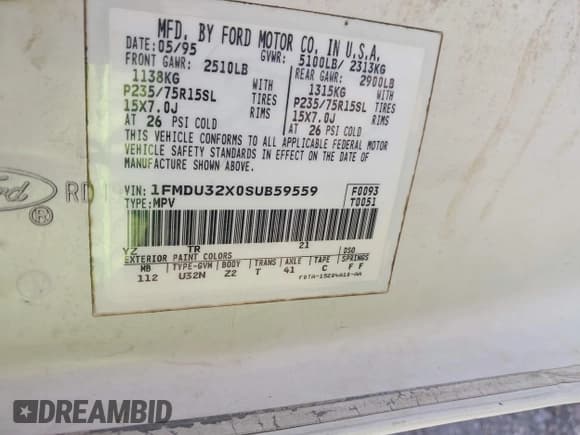 MFD. BY FORD MOTOR CO. IN U.S.A.
DATE: 05/95 GVWR: 5100LB/ 2313KG
FRONT GAWR: 2510LB REAR GAWR: 2900LB
1138KG WITH 1315KG WITH
P235/75R15SL TIRES P235/75R15SL TIRES
15X7.0J RIMS 15X7.0J RIMS
AT 26 PSI COLD AT 26 PSI COLD
THIS VEHICLE CONFORMS TO ALL APPLICABLE FEDERAL MOTOR
VEHICLE SAFETY STANDARDS IN EFFECT ON THE DATE OF
MANUFACTURE SHOWN ABOVE.
VIN: 1FMDU32X0SUB59559 F0093
TYPE: MPV T0051
YZ TR 21
EXTERIOR PAINT COLORS DSO
WB TYPE-GVW BODY TRANS AXLE TAPE SPRINGS
112 U32N Z2 T 41 C F F
Ford
RD
®
DREAMBID